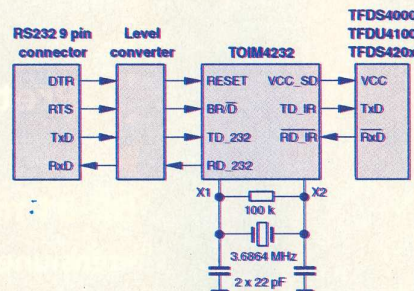 TFDS4000
RS232 9 pin Level TFDU4100
connector converter TOIM4232 TFDS420x
DTR RESET VCC_SD VCC
RTS BR/D TD_IR TxD
TxD TD_232 RD_IR RxD
RxD RD_232
X1 X2
100 k
3.6864 MHz
2 x 22 pF